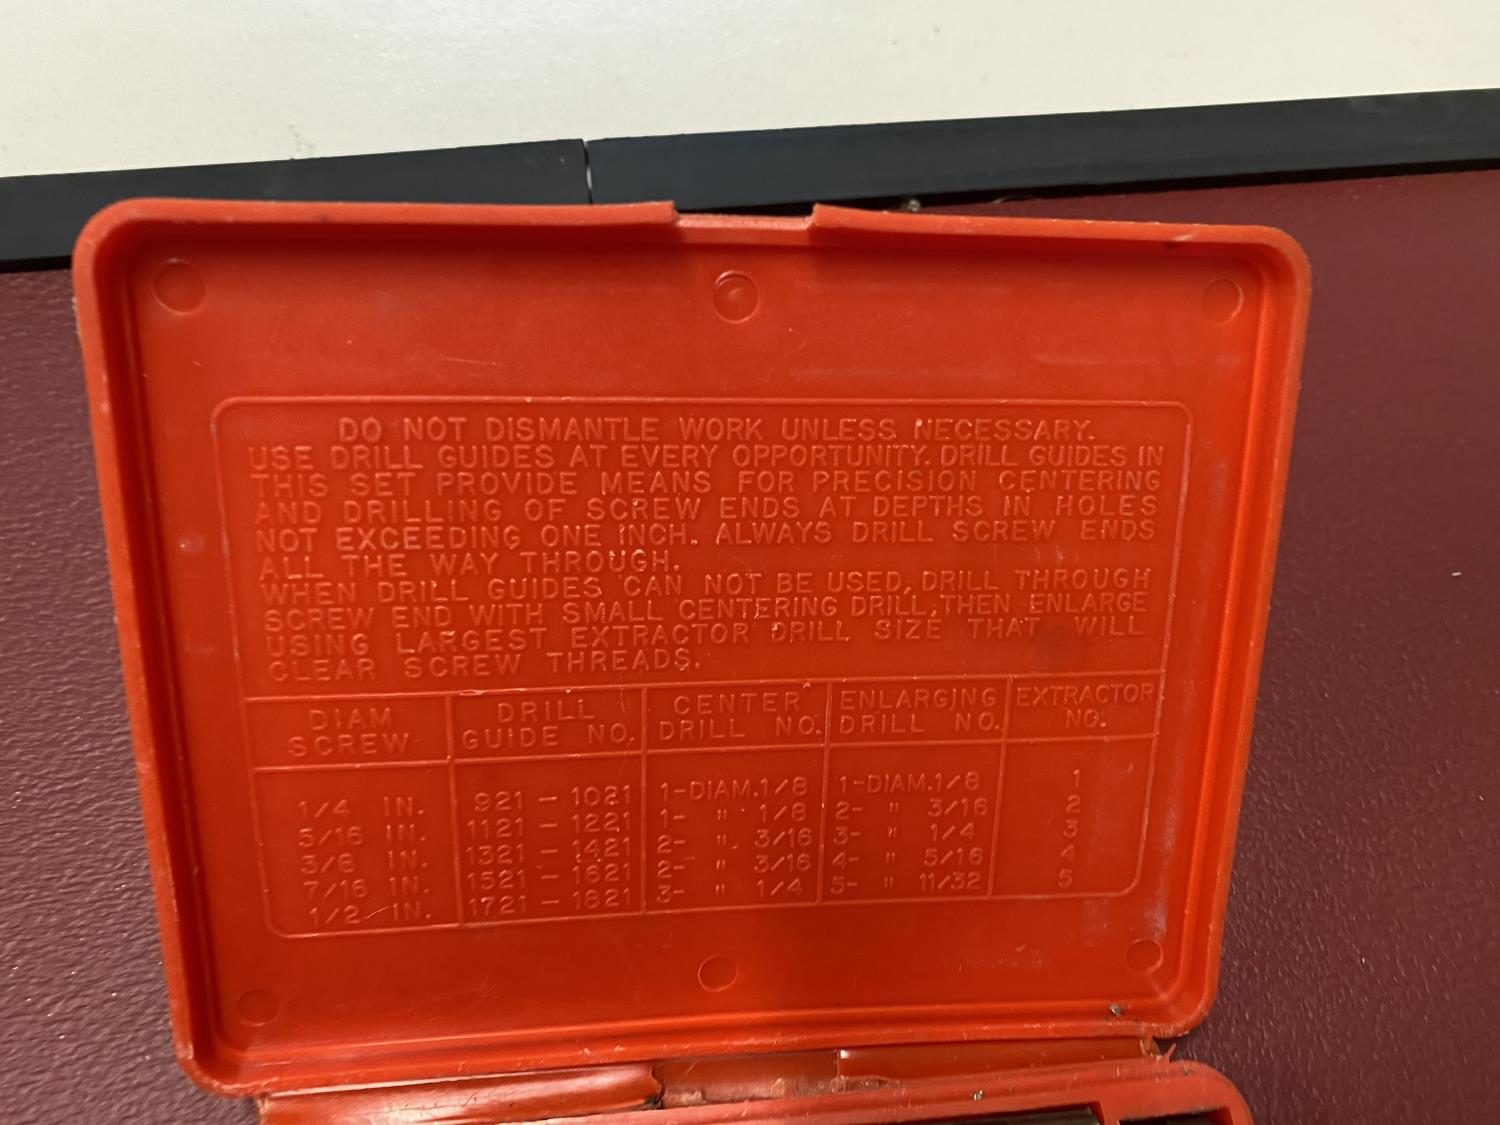 DO NOT DISMANTLE WORK UNLESS NECESSARY.
USE DRILL GUIDES AT EVERY OPPORTUNITY. DRILL GUIDES IN
THIS SET PROVIDE MEANS FOR PRECISION CENTERING
AND DRILLING OF SCREW ENDS AT DEPTHS IN HOLES
NOT EXCEEDING ONE INCH. ALWAYS DRILL SCREW ENDS
ALL THE WAY THROUGH.
WHEN DRILL GUIDES CAN NOT BE USED, DRILL THROUGH
SCREW END WITH SMALL CENTERING DRILL, THEN ENLARGE
USING LARGEST EXTRACTOR DRILL SIZE THAT WILL
CLEAR SCREW THREADS.
DIAM SCREW DRILL GUIDE NO. CENTER DRILL NO. ENLARGING DRILL NO. EXTRACTOR NO.
1/4 IN. 921 - 1021 1-DIAM. 1/8 1-DIAM. 1/8 1
5/16 IN. 1121 - 1221 1- " 1/8 2- " 3/16 2
3/8 IN. 1321 - 1421 2- " 3/16 3- " 1/4 3
7/16 IN. 1521 - 1621 2- " 3/16 4- " 5/16 4
1/2 IN. 1721 - 1821 3- " 1/4 5- " 11/32 5